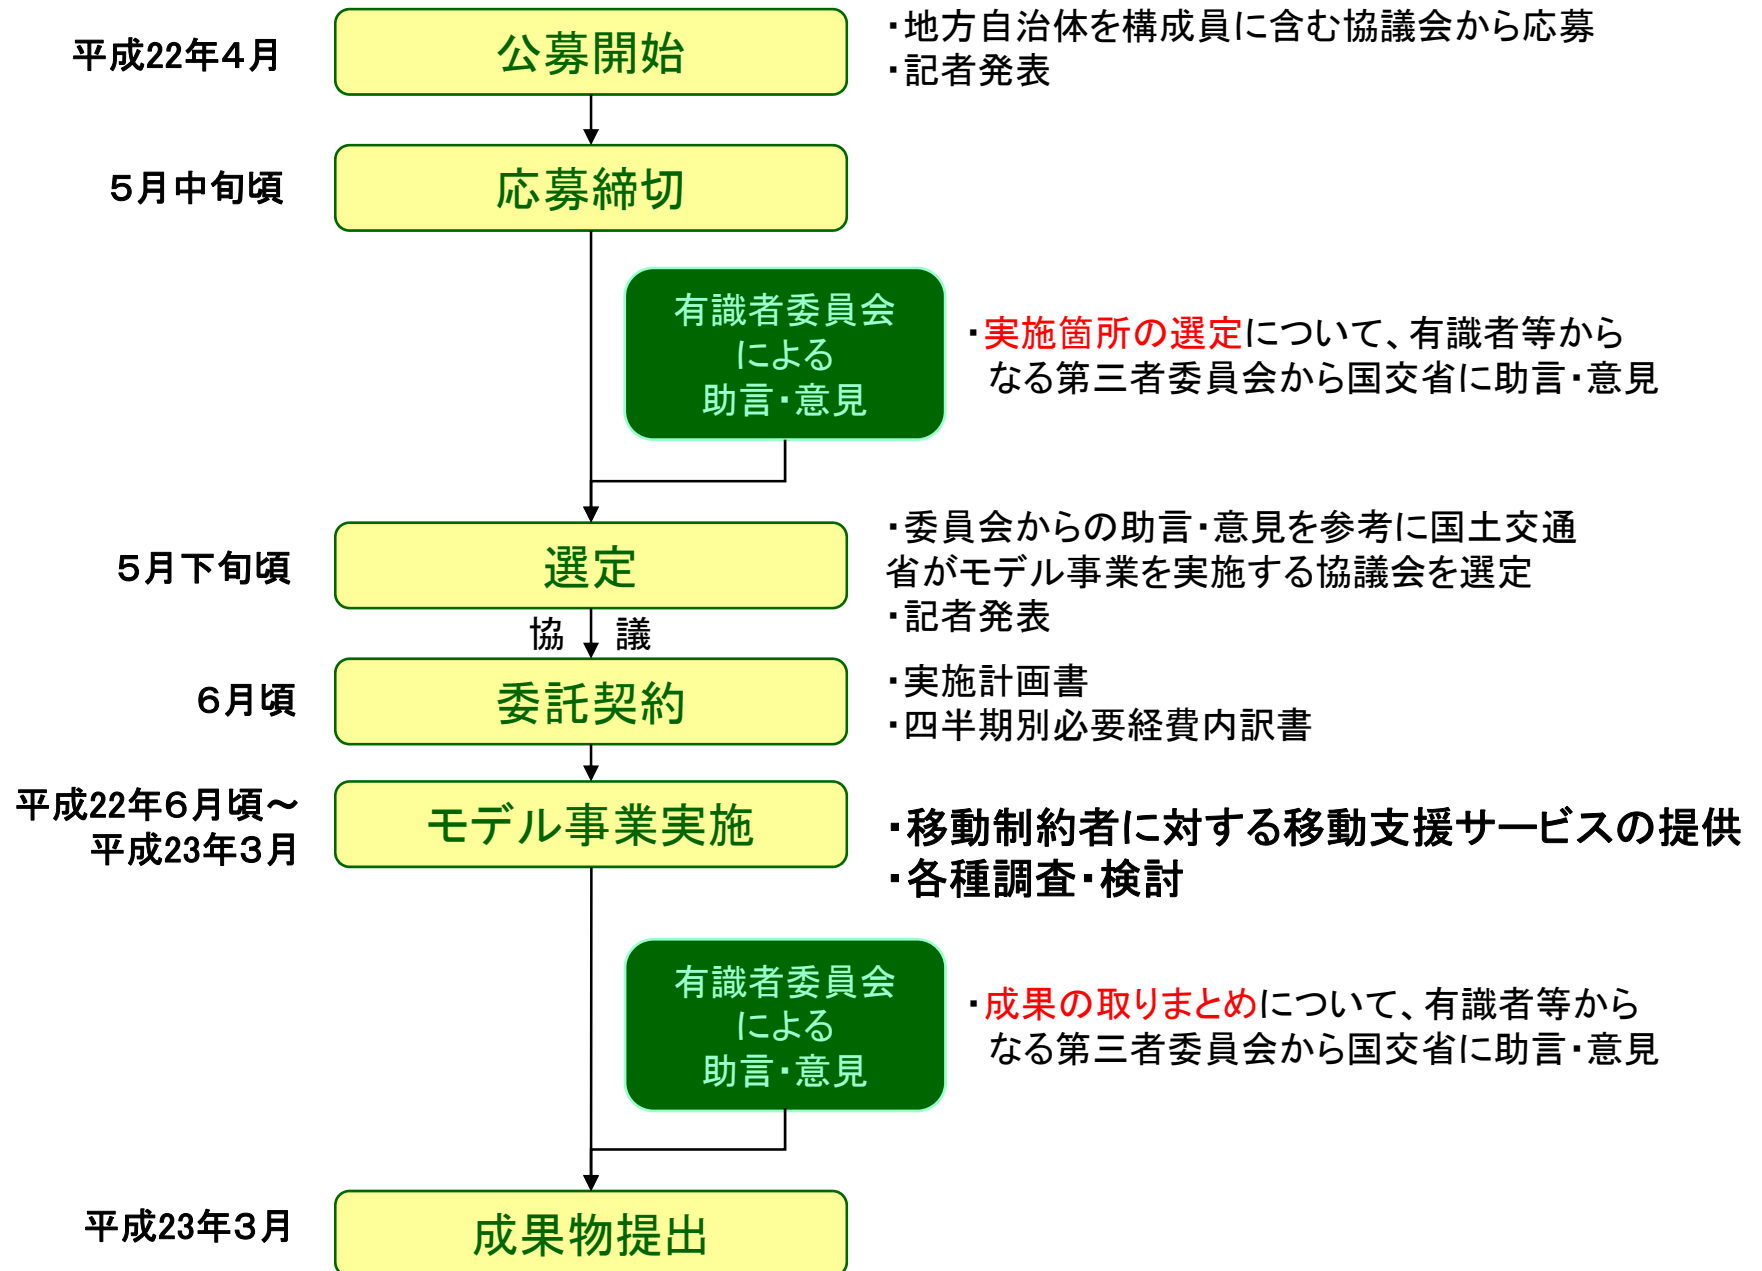 平成22年4月
公募開始
・地方自治体を構成員に含む協議会から応募
・記者発表
5月中旬頃
応募締切
有識者委員会
による
助言・意見
・実施箇所の選定について、有識者等から
なる第三者委員会から国交省に助言・意見
5月下旬頃
選定
・委員会からの助言・意見を参考に国土交通
省がモデル事業を実施する協議会を選定
・記者発表
協 議
6月頃
委託契約
・実施計画書
・四半期別必要経費内訳書
平成22年6月頃～
平成23年3月
モデル事業実施
・移動制約者に対する移動支援サービスの提供
・各種調査・検討
有識者委員会
による
助言・意見
・成果の取りまとめについて、有識者等から
なる第三者委員会から国交省に助言・意見
平成23年3月
成果物提出